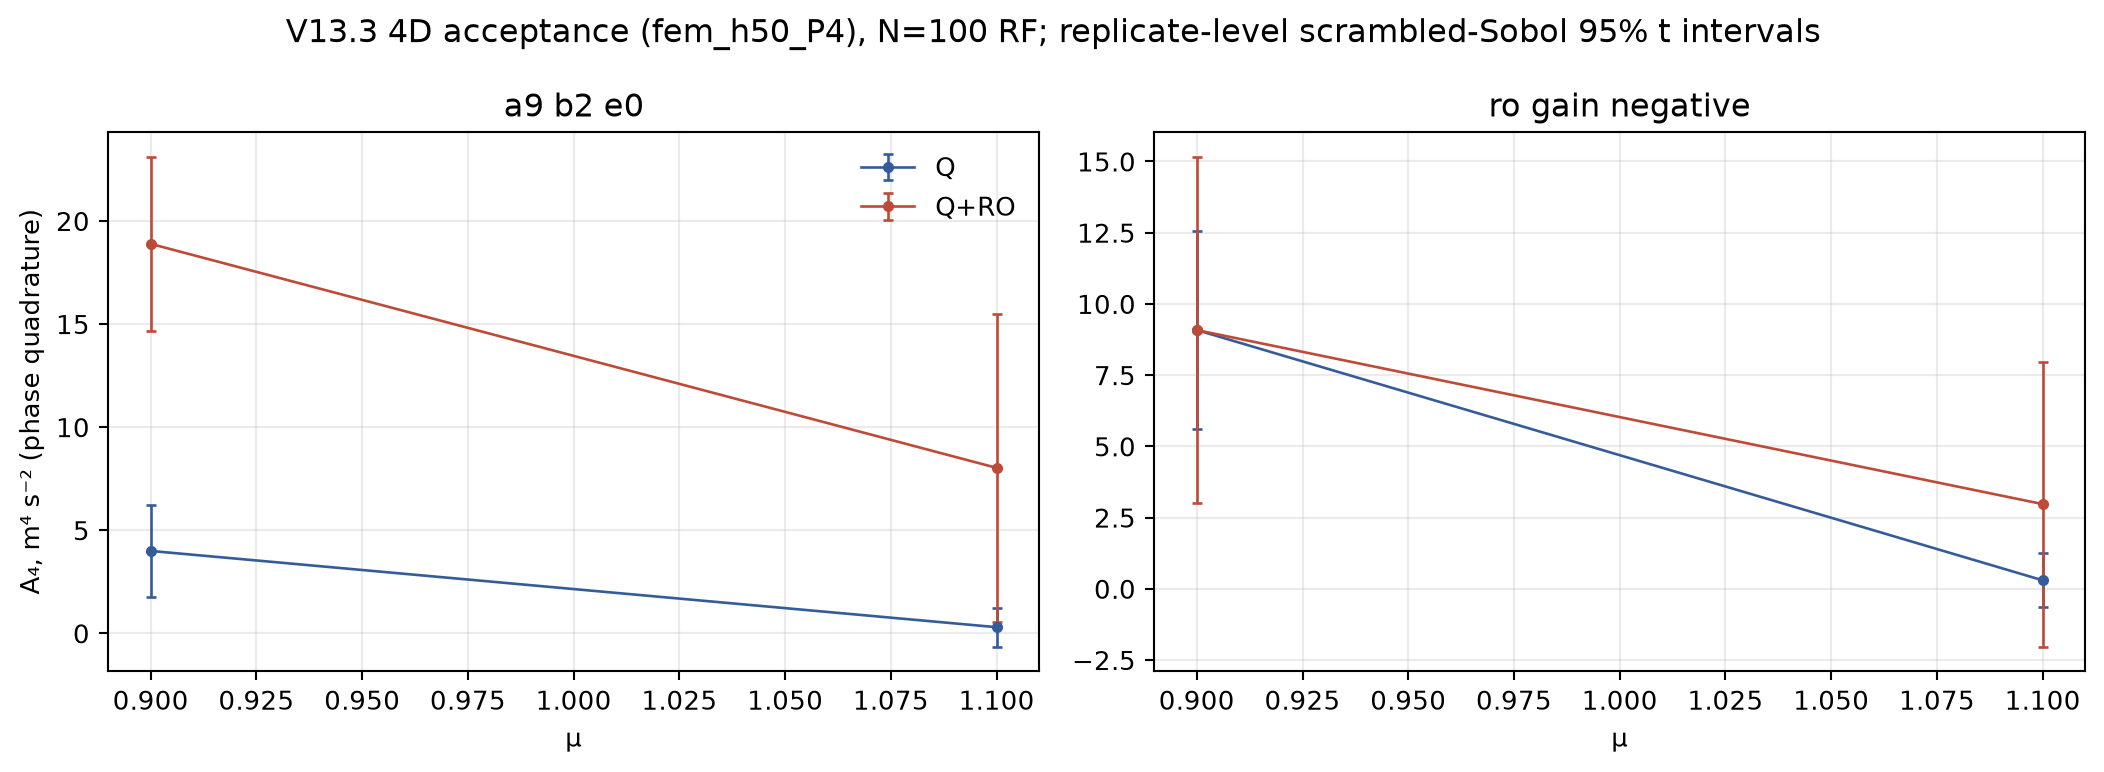 V13.3 4D acceptance (fem_h50_P4), N=100 RF; replicate-level scrambled-Sobol 95% t intervals
a9 b2 e0
Q
Q+RO
A₄, m⁴ s⁻² (phase quadrature)
20
15
10
5
0
0.900 0.925 0.950 0.975 1.000 1.025 1.050 1.075 1.100
μ
ro gain negative
15.0
12.5
10.0
7.5
5.0
2.5
0.0
−2.5
0.900 0.925 0.950 0.975 1.000 1.025 1.050 1.075 1.100
μ